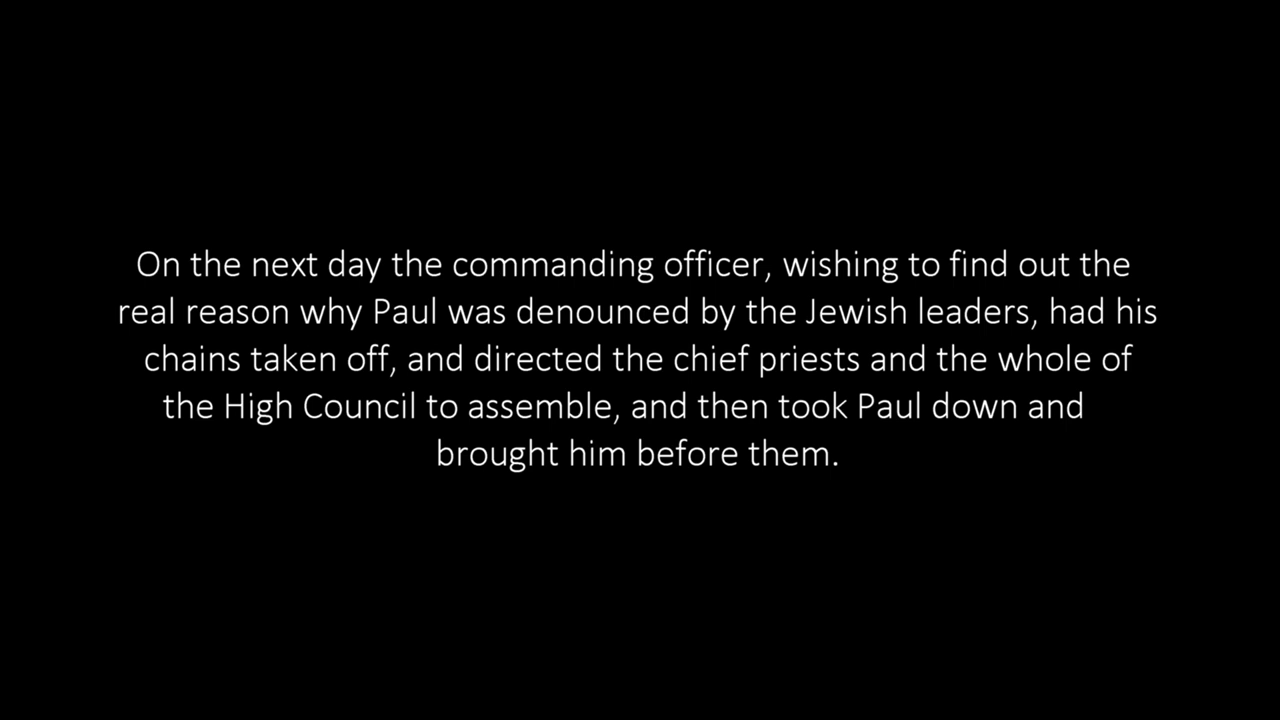 On the next day the commanding officer, wishing to find out the
real reason why Paul was denounced by the Jewish leaders, had his
chains taken off, and directed the chief priests and the whole of
the High Council to assemble, and then took Paul down and
brought him before them.